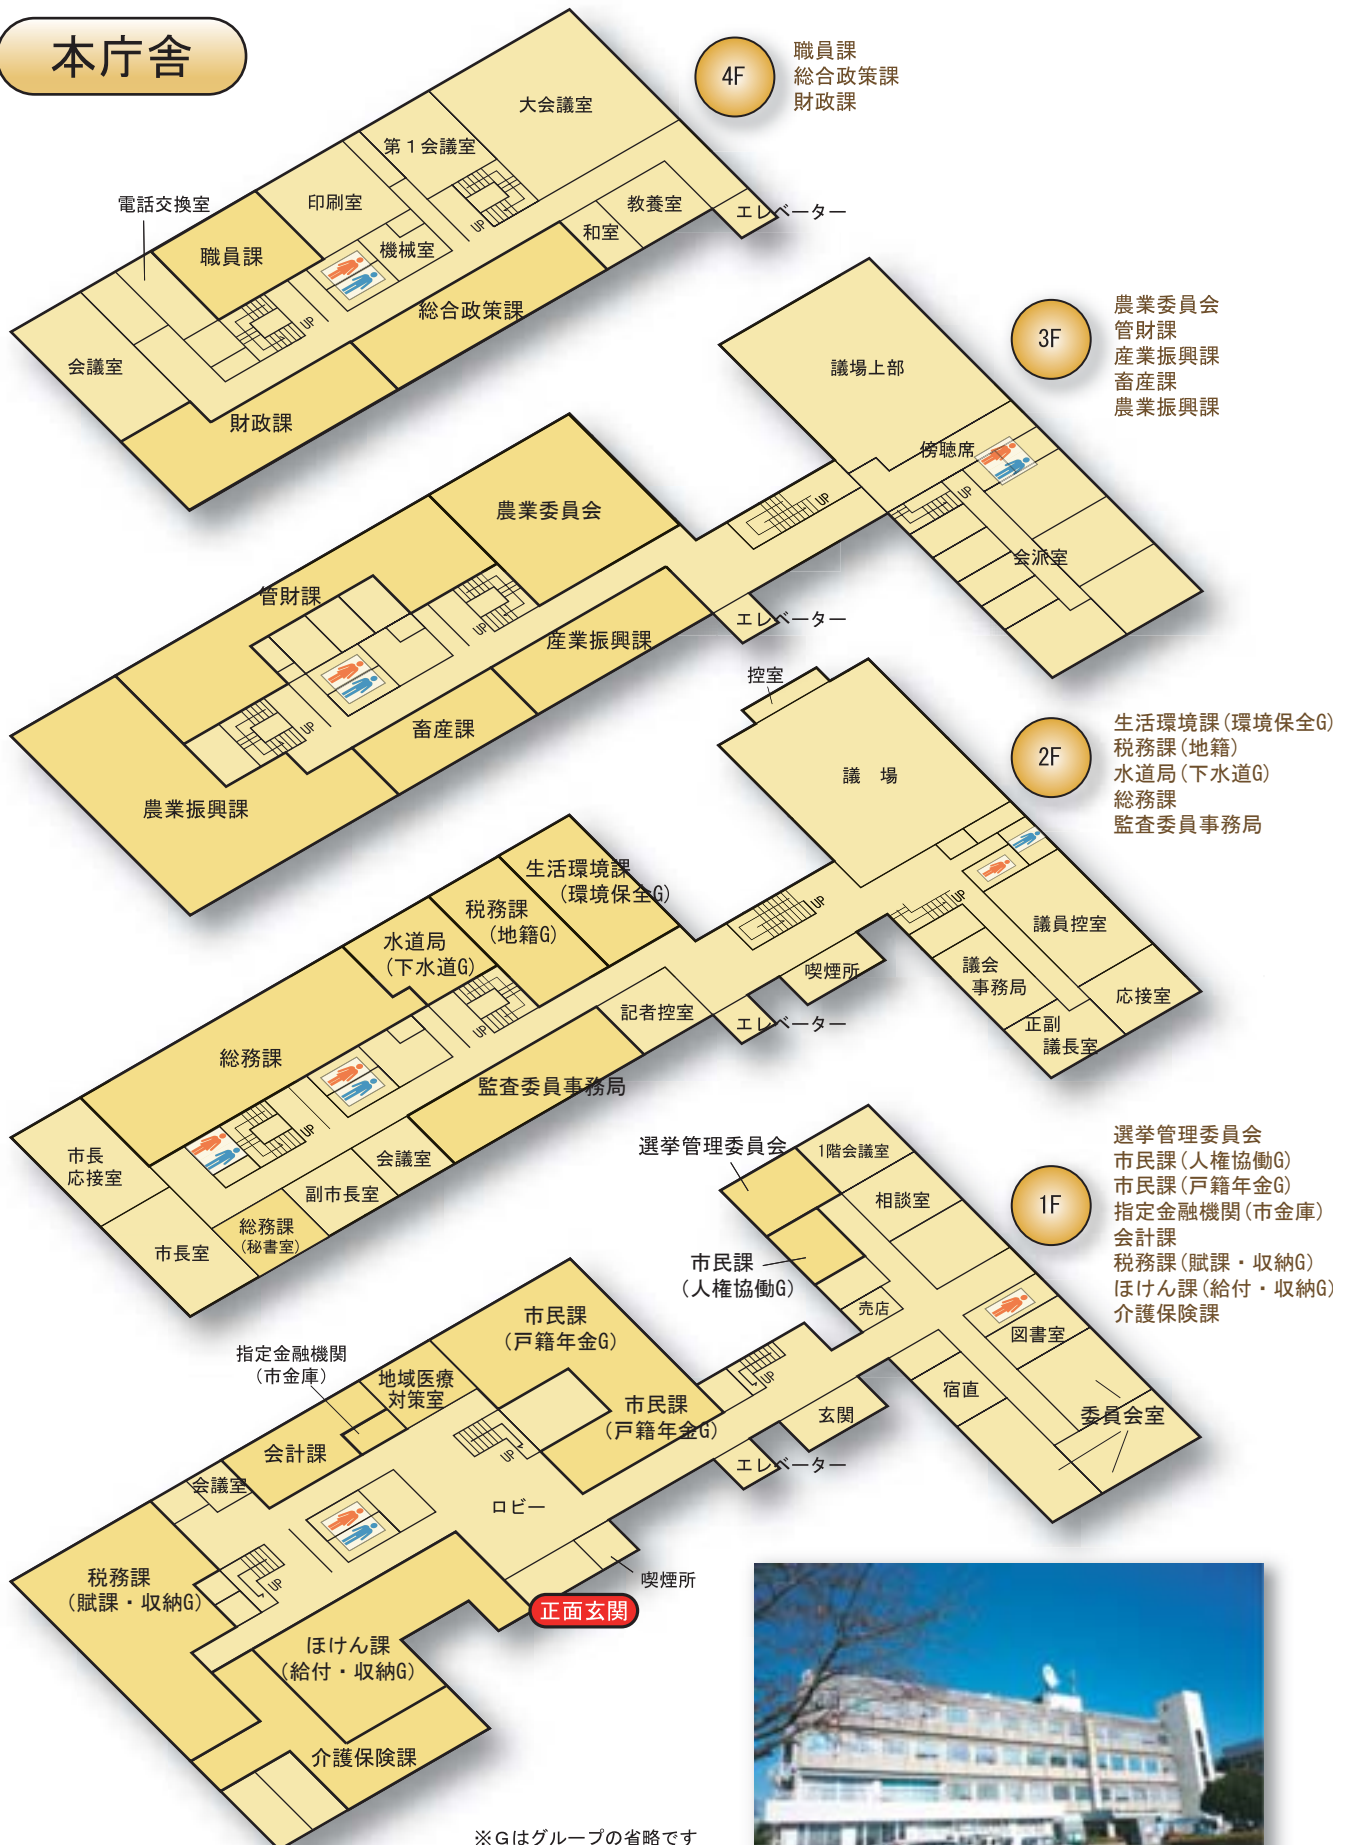 本庁舎
4F
職員課
総合政策課
財政課
大会議室
第１会議室
印刷室
電話交換室
職員課
機械室
教養室
和室
エレベーター
UP
UP
総合政策課
会議室
財政課
3F
農業委員会
管財課
産業振興課
畜産課
農業振興課
議場上部
傍聴席
UP
UP
会派室
農業委員会
管財課
UP
UP
産業振興課
エレベーター
畜産課
農業振興課
2F
生活環境課(環境保全G)
税務課(地籍)
水道局(下水道G)
総務課
監査委員事務局
控室
議　場
UP
UP
議員控室
議会
事務局
応接室
正副
議長室
喫煙所
生活環境課
(環境保全G)
税務課
(地籍G)
水道局
(下水道G)
UP
UP
記者控室
エレベーター
総務課
監査委員事務局
会議室
副市長室
総務課
(秘書室)
市長
応接室
市長室
1F
選挙管理委員会
市民課(人権協働G)
市民課(戸籍年金G)
指定金融機関(市金庫)
会計課
税務課(賦課・収納G)
ほけん課(給付・収納G)
介護保険課
選挙管理委員会
1階会議室
相談室
市民課
(人権協働G)
売店
図書室
宿直
委員会室
玄関
エレベーター
UP
UP
UP
市民課
(戸籍年金G)
市民課
(戸籍年金G)
指定金融機関
(市金庫)
地域医療
対策室
会計課
会議室
ロビー
喫煙所
正面玄関
税務課
(賦課・収納G)
ほけん課
(給付・収納G)
介護保険課
※Gはグループの省略です